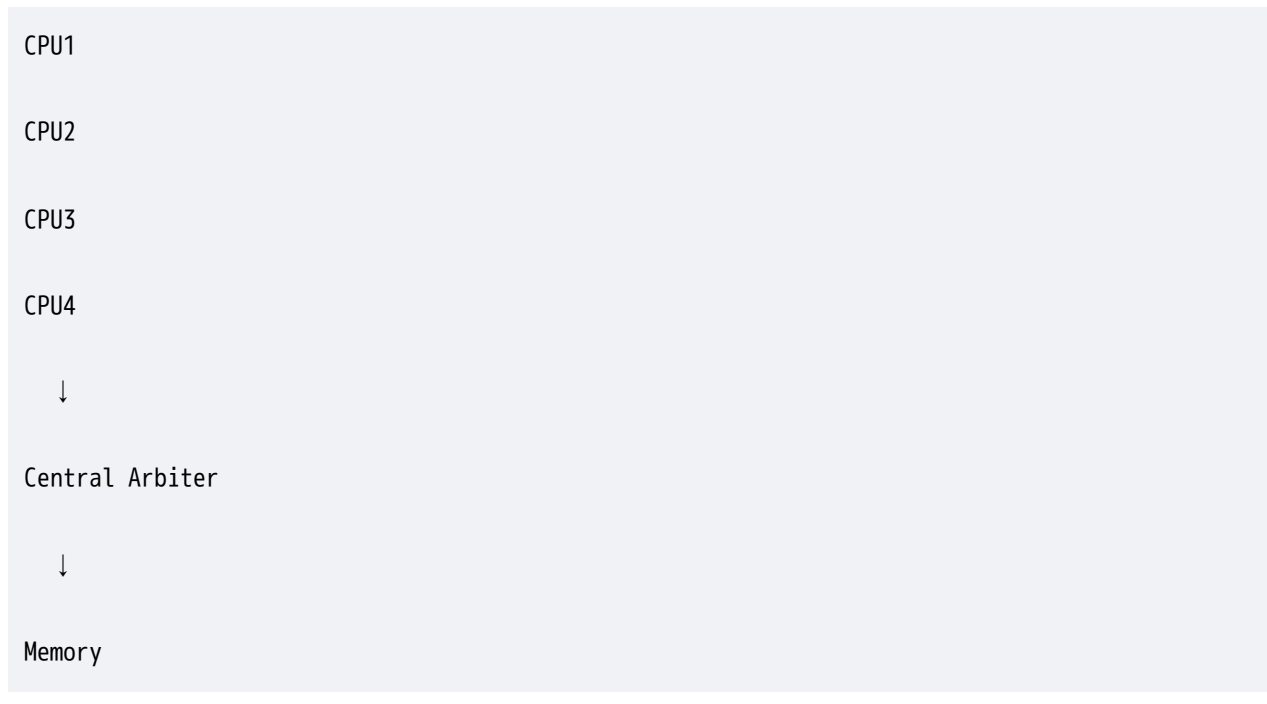 CPU1
CPU2
CPU3
CPU4
↓
Central Arbiter
↓
Memory